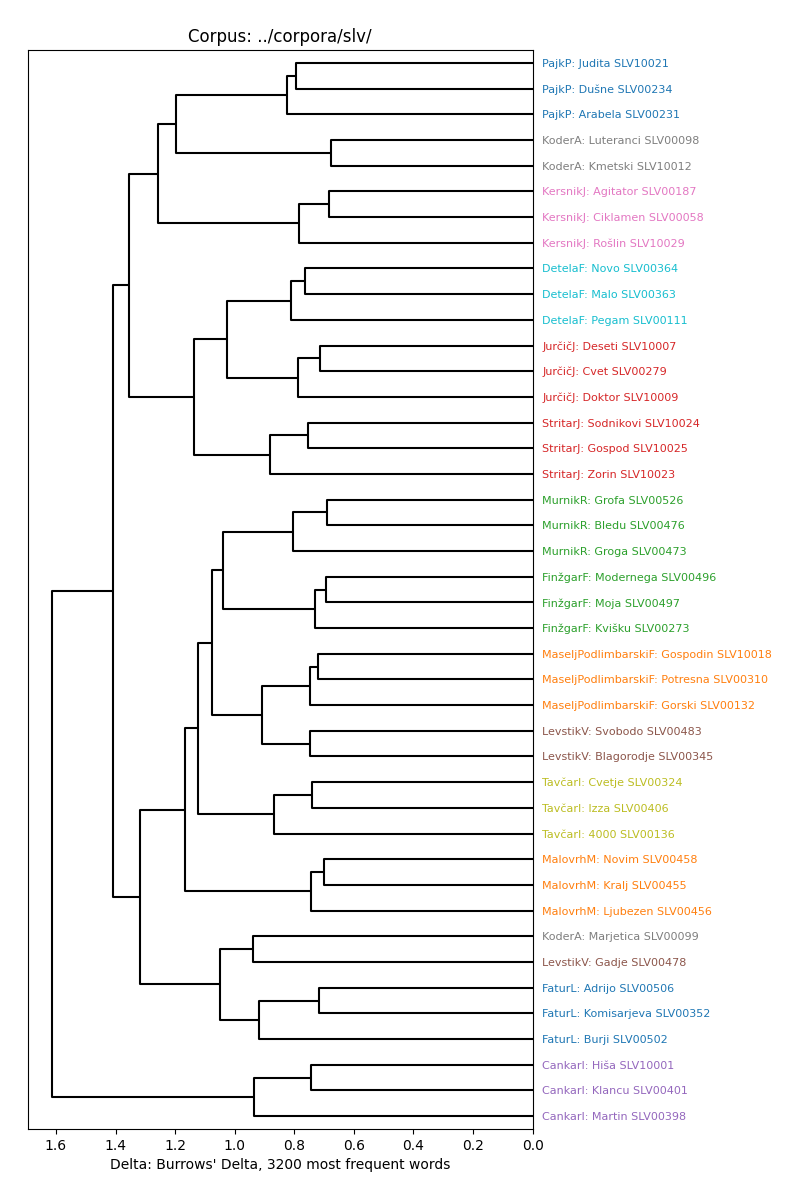 Corpus: ../corpora/slv/
PajkP: Judita SLV10021
PajkP: Dušne SLV00234
PajkP: Arabela SLV00231
KoderA: Luteranci SLV00098
KoderA: Kmetski SLV10012
KersnikJ: Agitator SLV00187
KersnikJ: Ciklamen SLV00058
KersnikJ: Rošlin SLV10029
DetelaF: Novo SLV00364
DetelaF: Malo SLV00363
DetelaF: Pegam SLV00111
JurčičJ: Deseti SLV10007
JurčičJ: Cvet SLV00279
JurčičJ: Doktor SLV10009
StritarJ: Sodnikovi SLV10024
StritarJ: Gospod SLV10025
StritarJ: Zorin SLV10023
MurnikR: Grofa SLV00526
MurnikR: Bledu SLV00476
MurnikR: Groga SLV00473
FinžgarF: Modernega SLV00496
FinžgarF: Moja SLV00497
FinžgarF: Kvišku SLV00273
MaseljPodlimbarskiF: Gospodin SLV10018
MaseljPodlimbarskiF: Potresna SLV00310
MaseljPodlimbarskiF: Gorski SLV00132
LevstikV: Svobodo SLV00483
LevstikV: Blagorodje SLV00345
TavčarI: Cvetje SLV00324
TavčarI: Izza SLV00406
TavčarI: 4000 SLV00136
MalovrhM: Novim SLV00458
MalovrhM: Kralj SLV00455
MalovrhM: Ljubezen SLV00456
KoderA: Marjetica SLV00099
LevstikV: Gadje SLV00478
FaturL: Adrijo SLV00506
FaturL: Komisarjeva SLV00352
FaturL: Burji SLV00502
CankarI: Hiša SLV10001
CankarI: Klancu SLV00401
CankarI: Martin SLV00398
1.6 1.4 1.2 1.0 0.8 0.6 0.4 0.2 0.0
Delta: Burrows' Delta, 3200 most frequent words